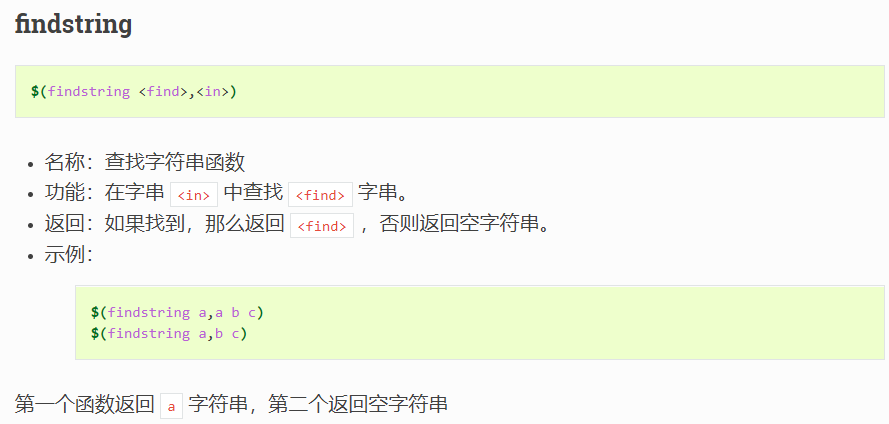 findstring
$(findstring <find>,<in>)
名称：查找字符串函数
功能：在字串 <in> 中查找 <find> 字串。
返回：如果找到，那么返回 <find> ，否则返回空字符串。
示例：
$(findstring a,a b c)
$(findstring a,b c)
第一个函数返回 a 字符串，第二个返回空字符串